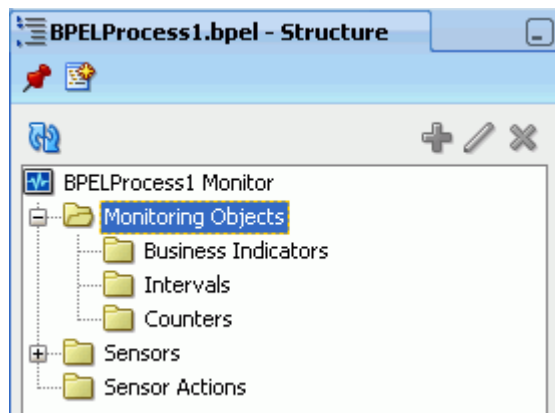 BPELProcess1.bpel - Structure
BPELProcess1 Monitor
Monitoring Objects
Business Indicators
Intervals
Counters
Sensors
Sensor Actions